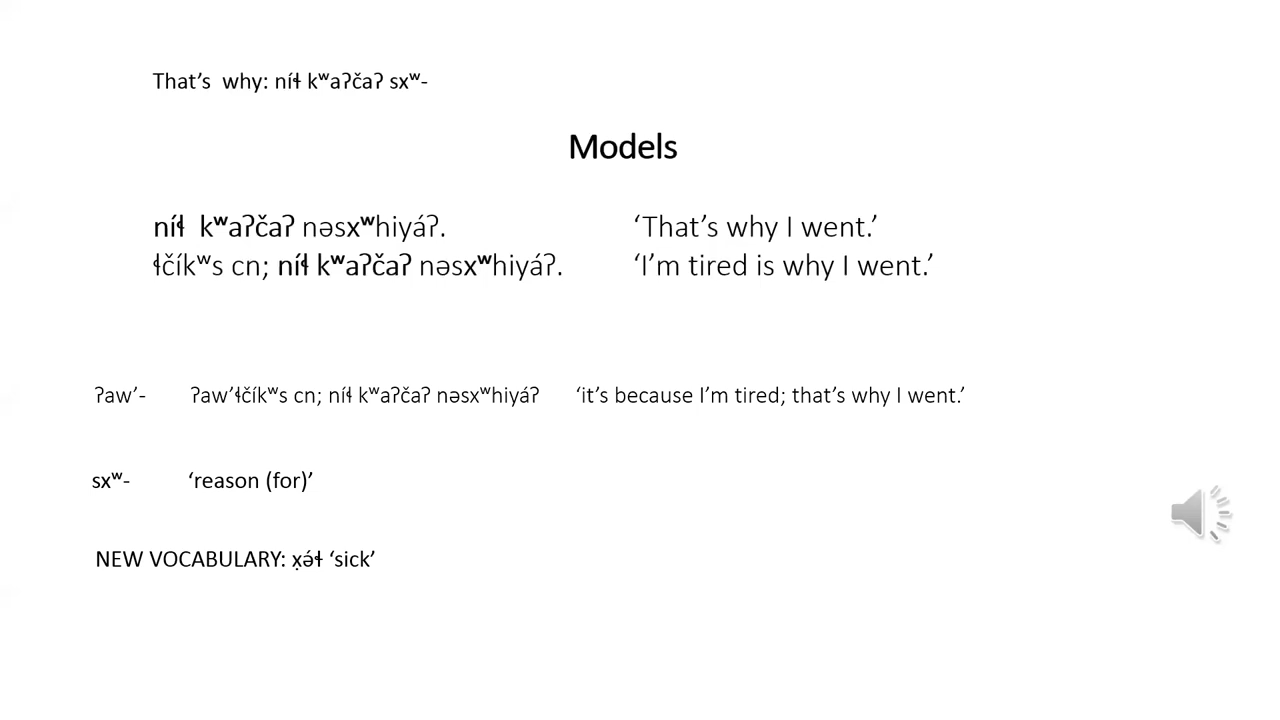 That’s why: níɬ kʷaʔčaʔ sxʷ-
Models
níɬ kʷaʔčaʔ nəsxʷhiyáʔ. ‘That’s why I went.’
ɬčíkʷs cn; níɬ kʷaʔčaʔ nəsxʷhiyáʔ. ‘I’m tired is why I went.’
ʔaw’- ʔaw’ɬčíkʷs cn; níɬ kʷaʔčaʔ nəsxʷhiyáʔ ‘it’s because I’m tired; that’s why I went.’
sxʷ- ‘reason (for)’
NEW VOCABULARY: x̣ə́ɬ ‘sick’